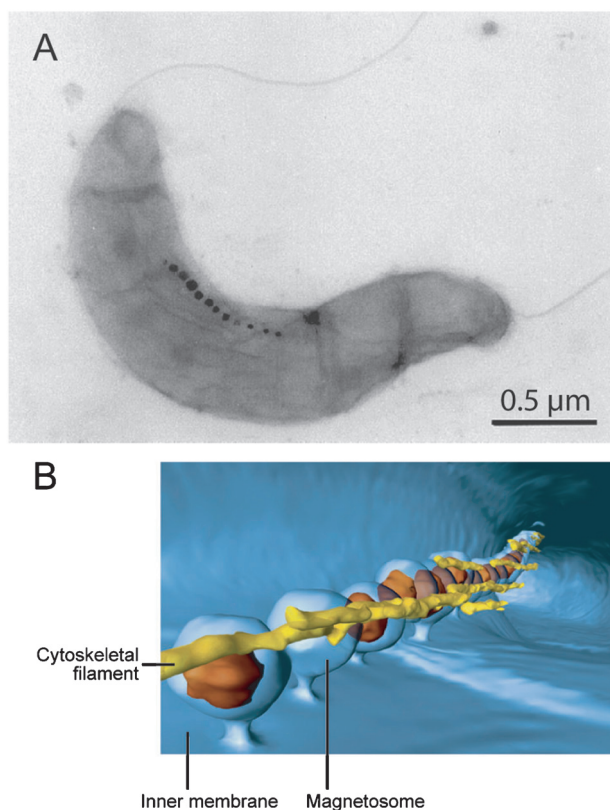 A
0.5 µm
B
Cytoskeletal
filament
Inner membrane
Magnetosome